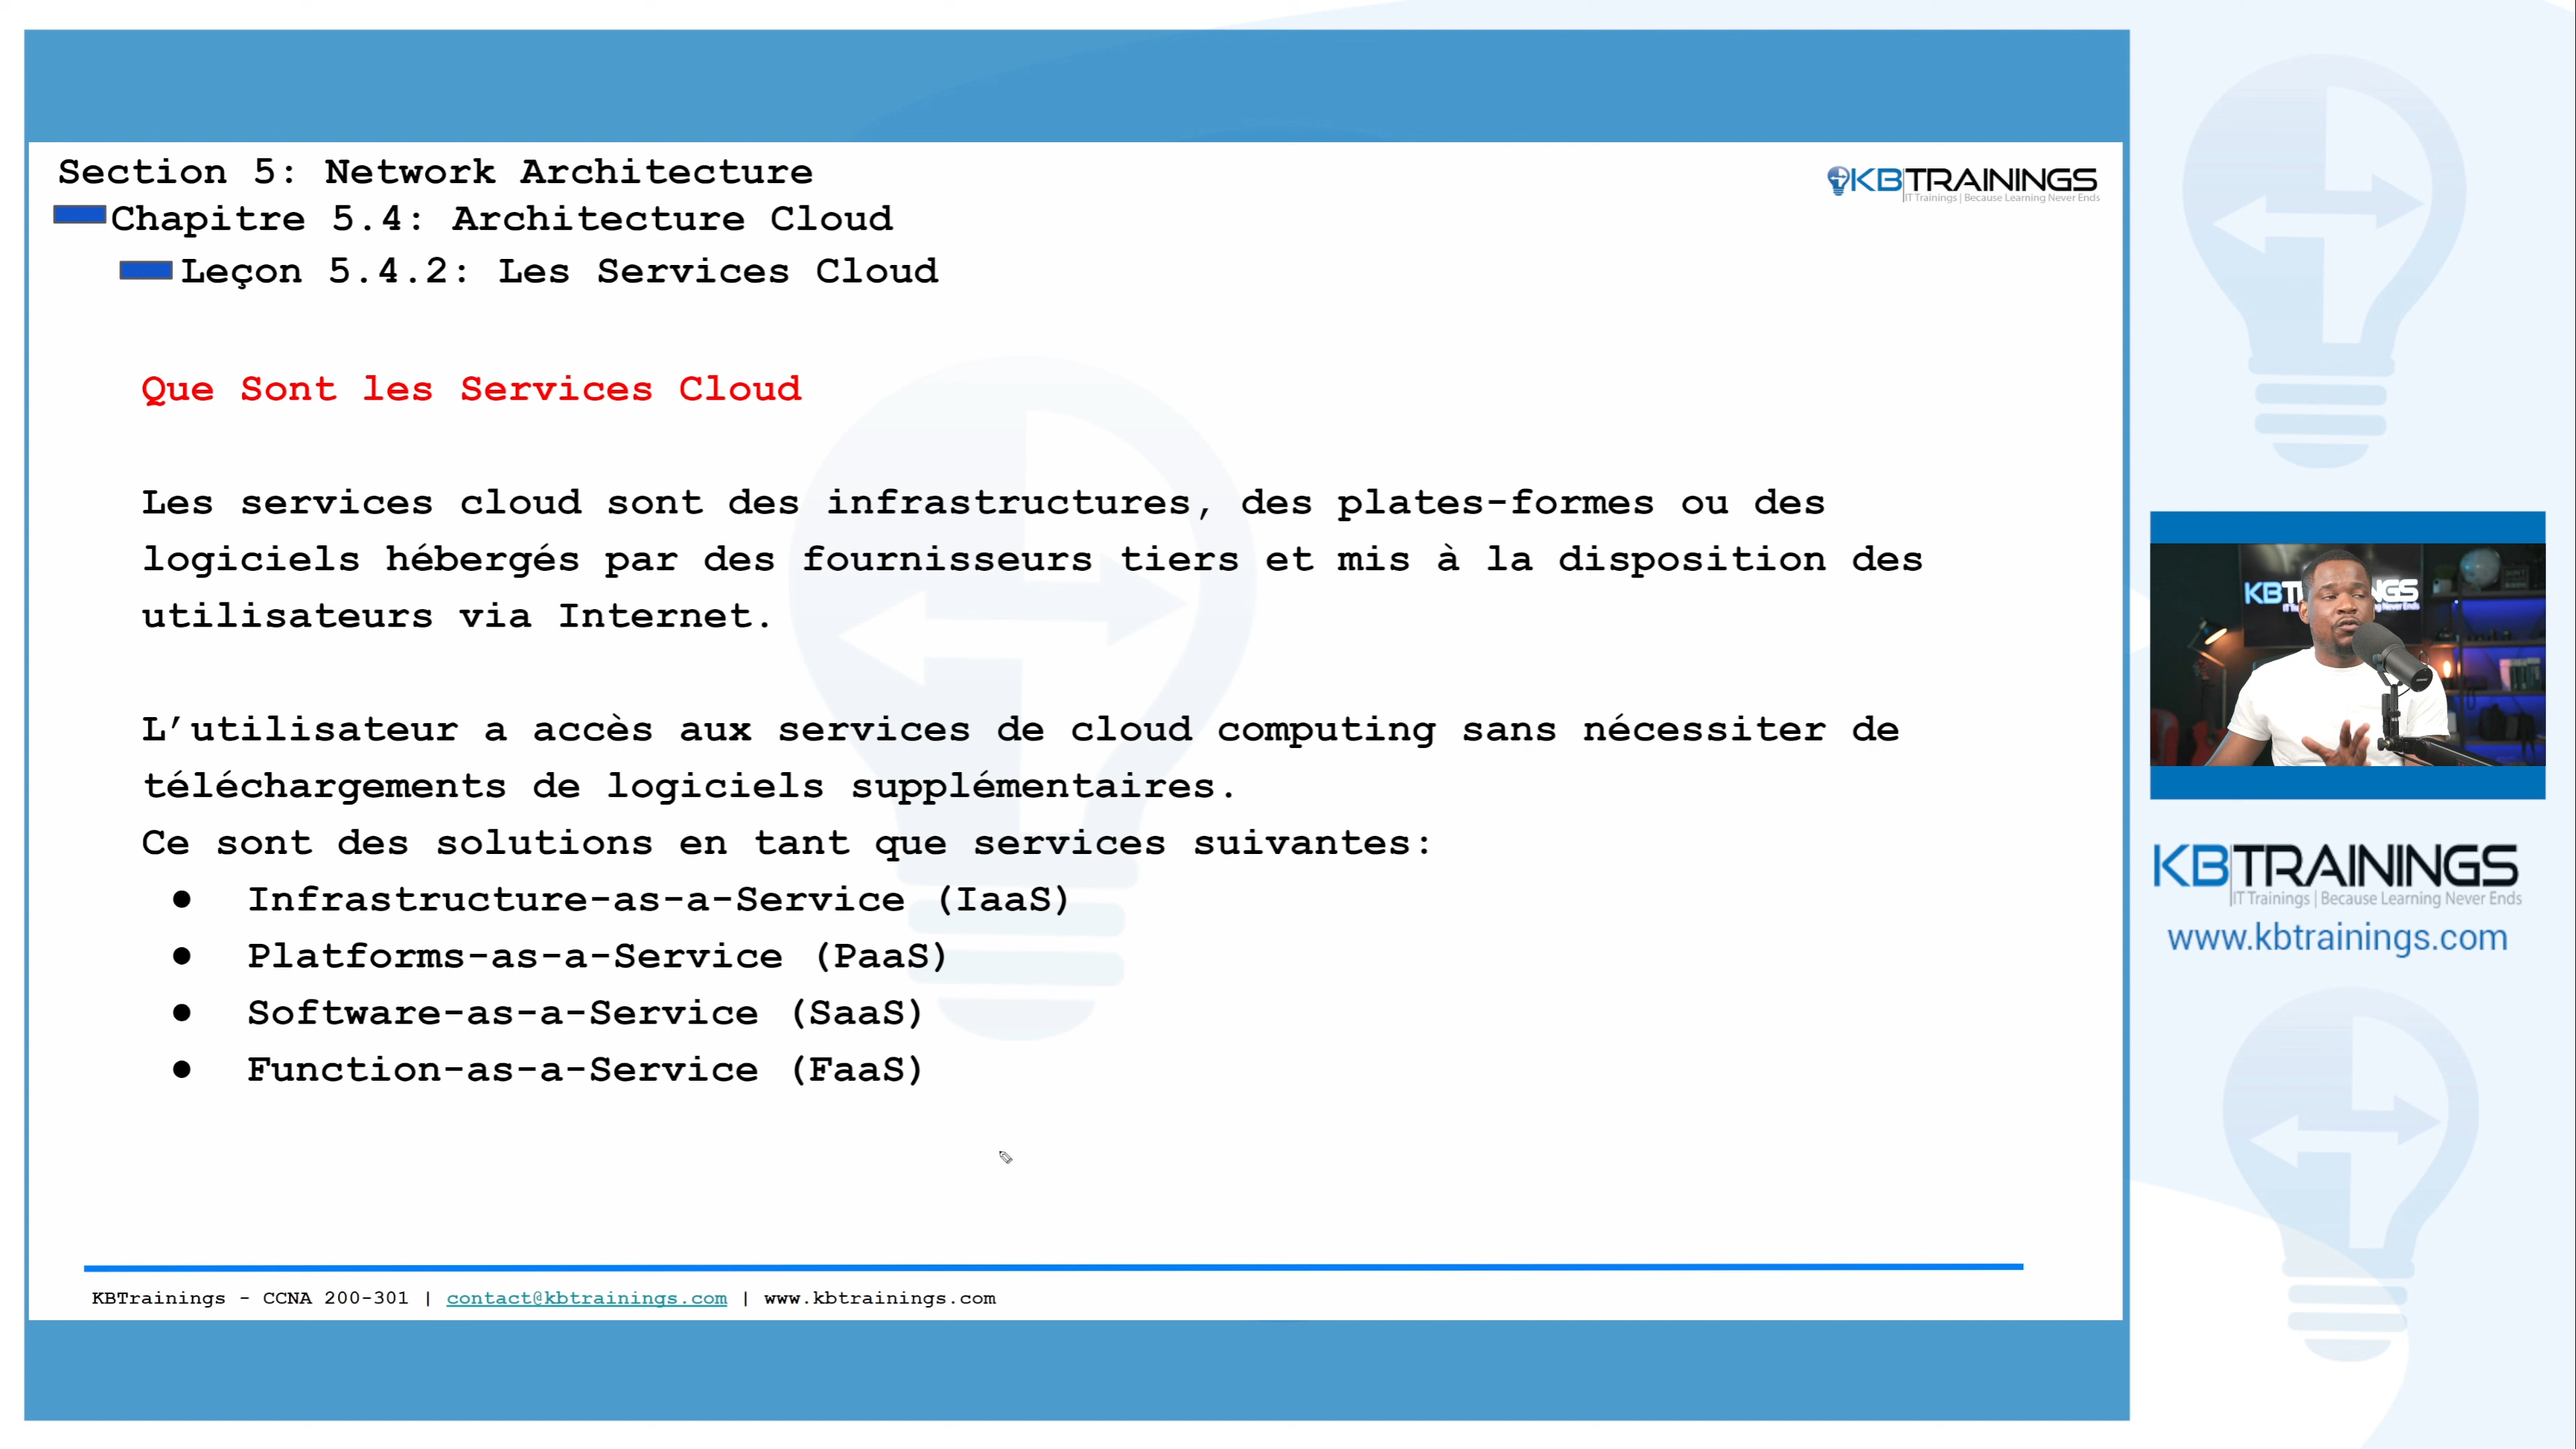 Section 5: Network Architecture
Chapitre 5.4: Architecture Cloud
Leçon 5.4.2: Les Services Cloud
KBTRAININGS
IT Trainings | Because Learning Never Ends
Que Sont les Services Cloud
Les services cloud sont des infrastructures, des plates-formes ou des
logiciels hébergés par des fournisseurs tiers et mis à la disposition des
utilisateurs via Internet.
L’utilisateur a accès aux services de cloud computing sans nécessiter de
téléchargements de logiciels supplémentaires.
Ce sont des solutions en tant que services suivantes:
● Infrastructure-as-a-Service (IaaS)
● Platforms-as-a-Service (PaaS)
● Software-as-a-Service (SaaS)
● Function-as-a-Service (FaaS)
KBTrainings - CCNA 200-301 | contact@kbtrainings.com | www.kbtrainings.com
KBTRAININGS
IT Trainings | Because Learning Never Ends
www.kbtrainings.com